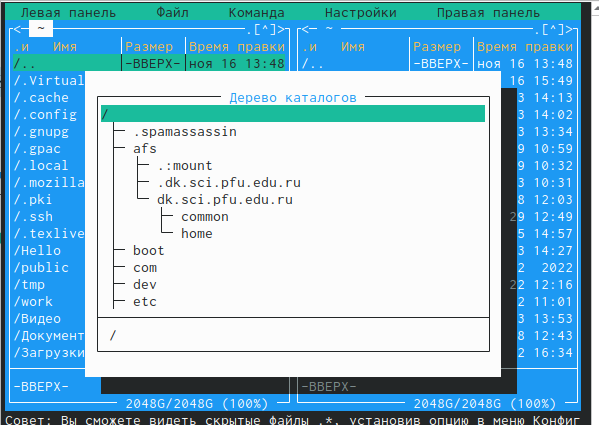 Левая панель Файл Команда Настройки Правая панель
<— ~ .[^]> <— ~ .[^]>
.и Имя Размер Время правки .и Имя Размер Время правки
/.. -ВВЕРХ- ноя 16 13:48 /.. -ВВЕРХ- ноя 16 13:48
/.Virtual 16 15:49
/.cache 3 14:13
/.config 3 14:02
/.gnupg 3 13:34
/.gpac 9 10:59
/.local 9 10:32
/.mozilla 3 10:31
/.pki 8 12:03
/.ssh 29 12:49
/.texlive 5 14:57
/Hello 3 14:27
/public 2 2022
/tmp 22 12:16
/work 2 11:01
/Видео 3 13:53
/Документ 8 12:43
/Загрузки 2 16:34
Дерево каталогов
/
.spamassassin
afs
.:mount
.dk.sci.pfu.edu.ru
dk.sci.pfu.edu.ru
common
home
boot
com
dev
etc
/
-ВВЕРХ- -ВВЕРХ-
2048G/2048G (100%) 2048G/2048G (100%)
Совет: Вы сможете видеть скрытые файлы .*, установив опцию в меню Конфиг